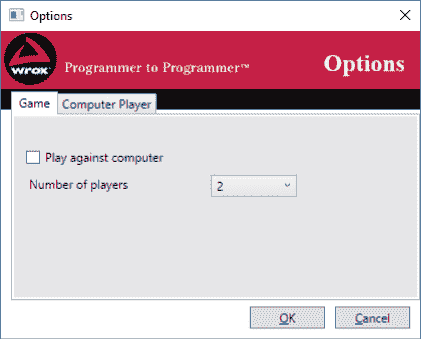 Options
wrox
Programmer to Programmer™
Options
Game
Computer Player
Play against computer
Number of players
2
OK
Cancel